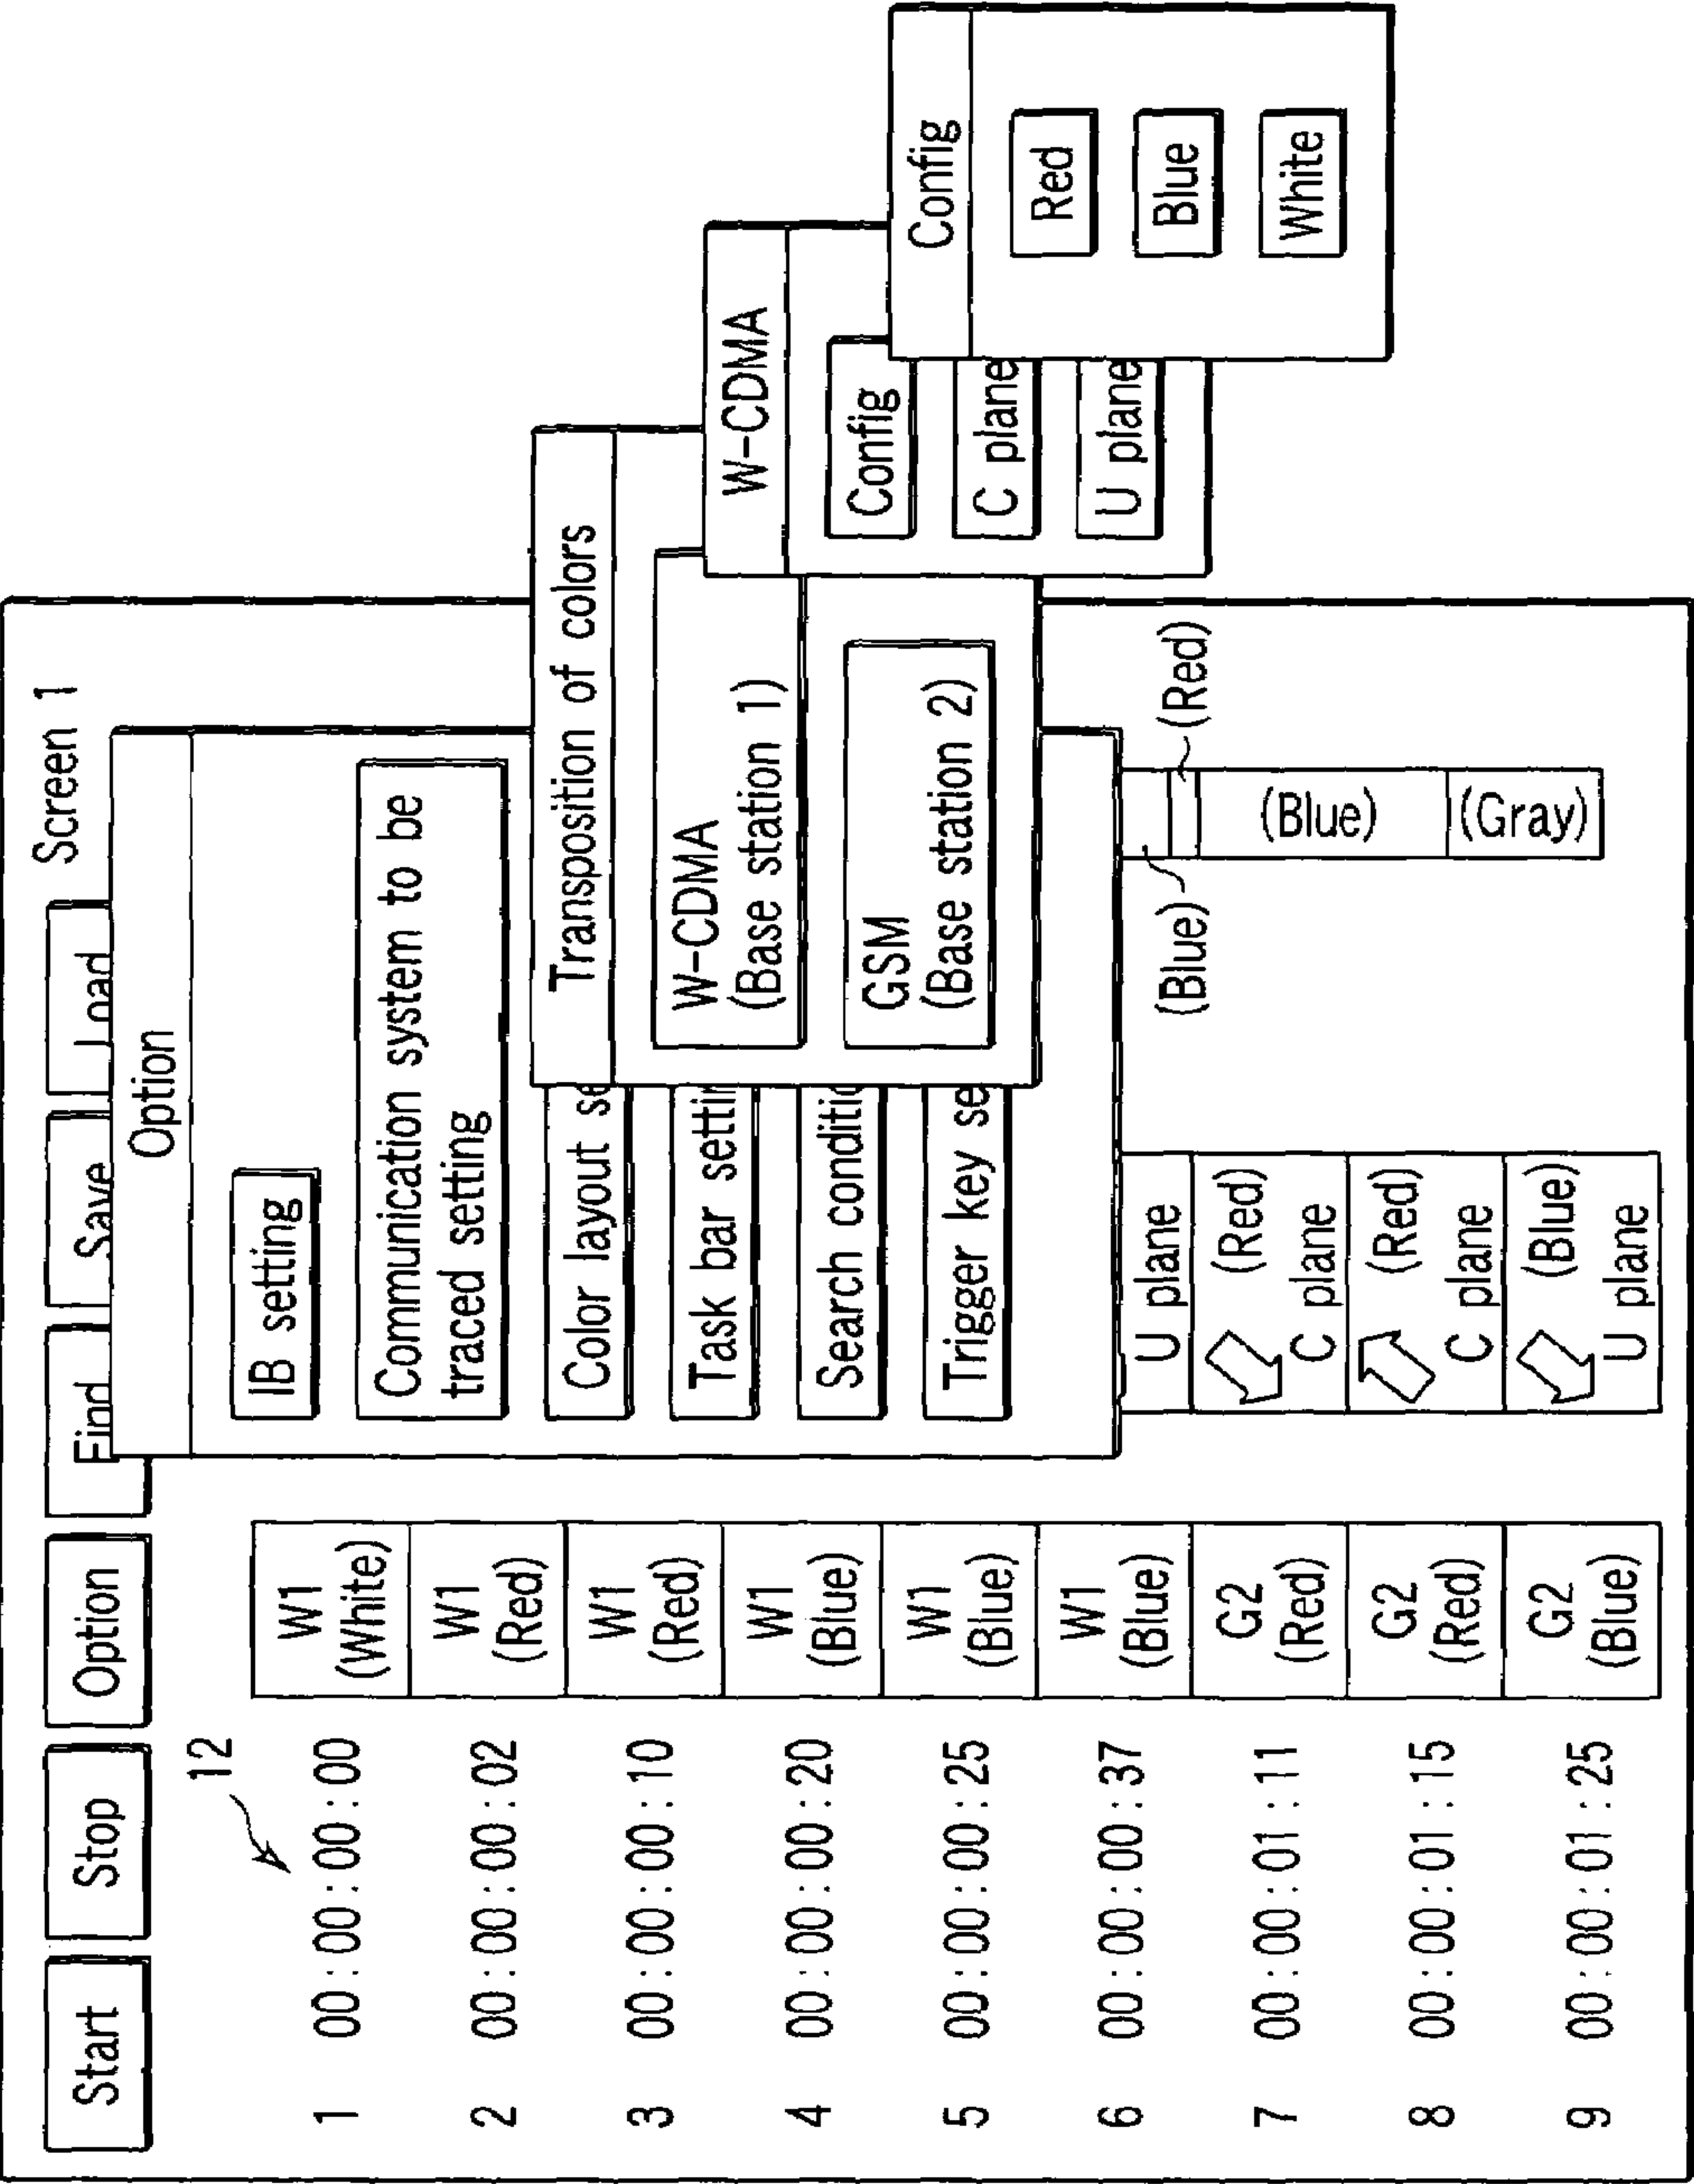 Screen 1
Start Stop Option Find Save Load
12
Option
IB setting
Communication system to be
traced setting
Color layout se
Task bar settin
Search conditio
Trigger key se
Transposition of colors
W-CDMA
(Base station 1)
GSM
(Base station 2)
W-CDMA
Config
C plane
U plane
Config
Red
Blue
White
1 00:00:00:00 W1
(White)
2 00:00:00:02 W1
(Red)
3 00:00:00:10 W1
(Red)
4 00:00:00:20 W1
(Blue)
5 00:00:00:25 W1
(Blue)
6 00:00:00:37 W1
(Blue)
U plane
7 00:00:01:11 G2
(Red)
(Red)
C plane
8 00:00:01:15 G2
(Red)
(Red)
C plane
9 00:00:01:25 G2
(Blue)
(Blue)
U plane
(Blue) (Red)
(Blue)
(Gray)